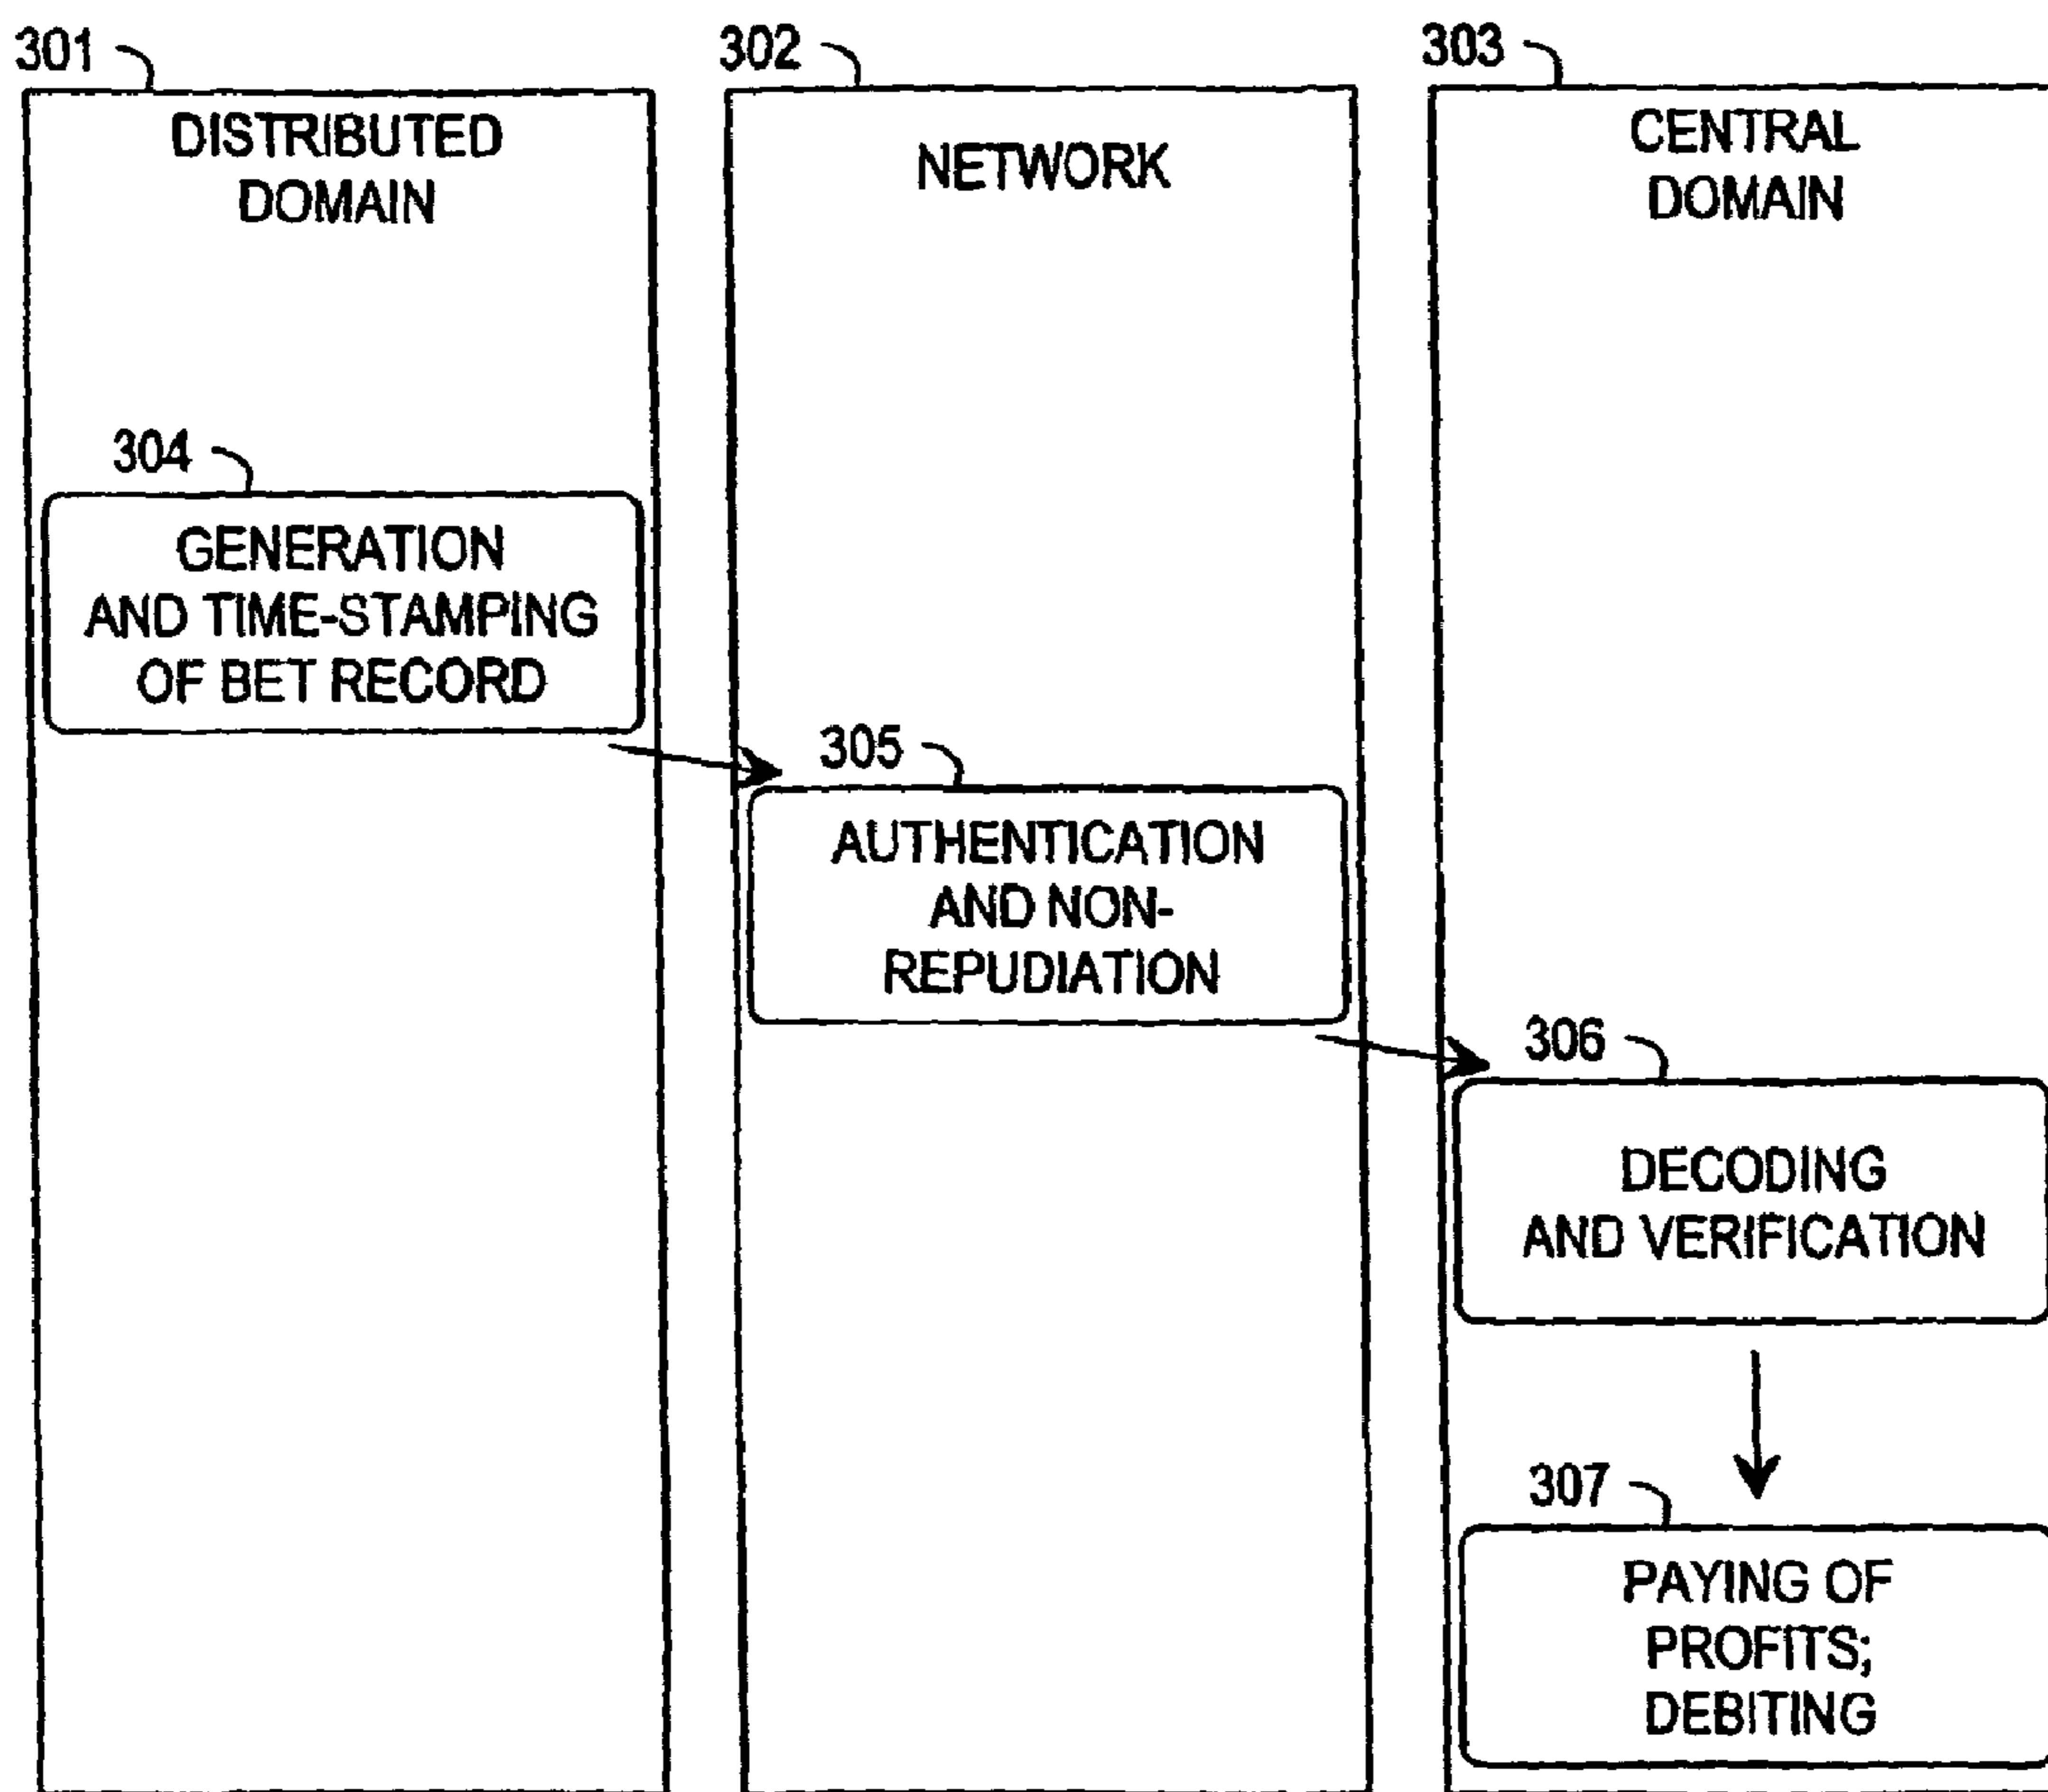 301
302
303
DISTRIBUTED
DOMAIN
NETWORK
CENTRAL
DOMAIN
304
GENERATION
AND TIME-STAMPING
OF BET RECORD
305
AUTHENTICATION
AND NON-
REPUDIATION
306
DECODING
AND VERIFICATION
307
PAYING OF
PROFITS;
DEBITING